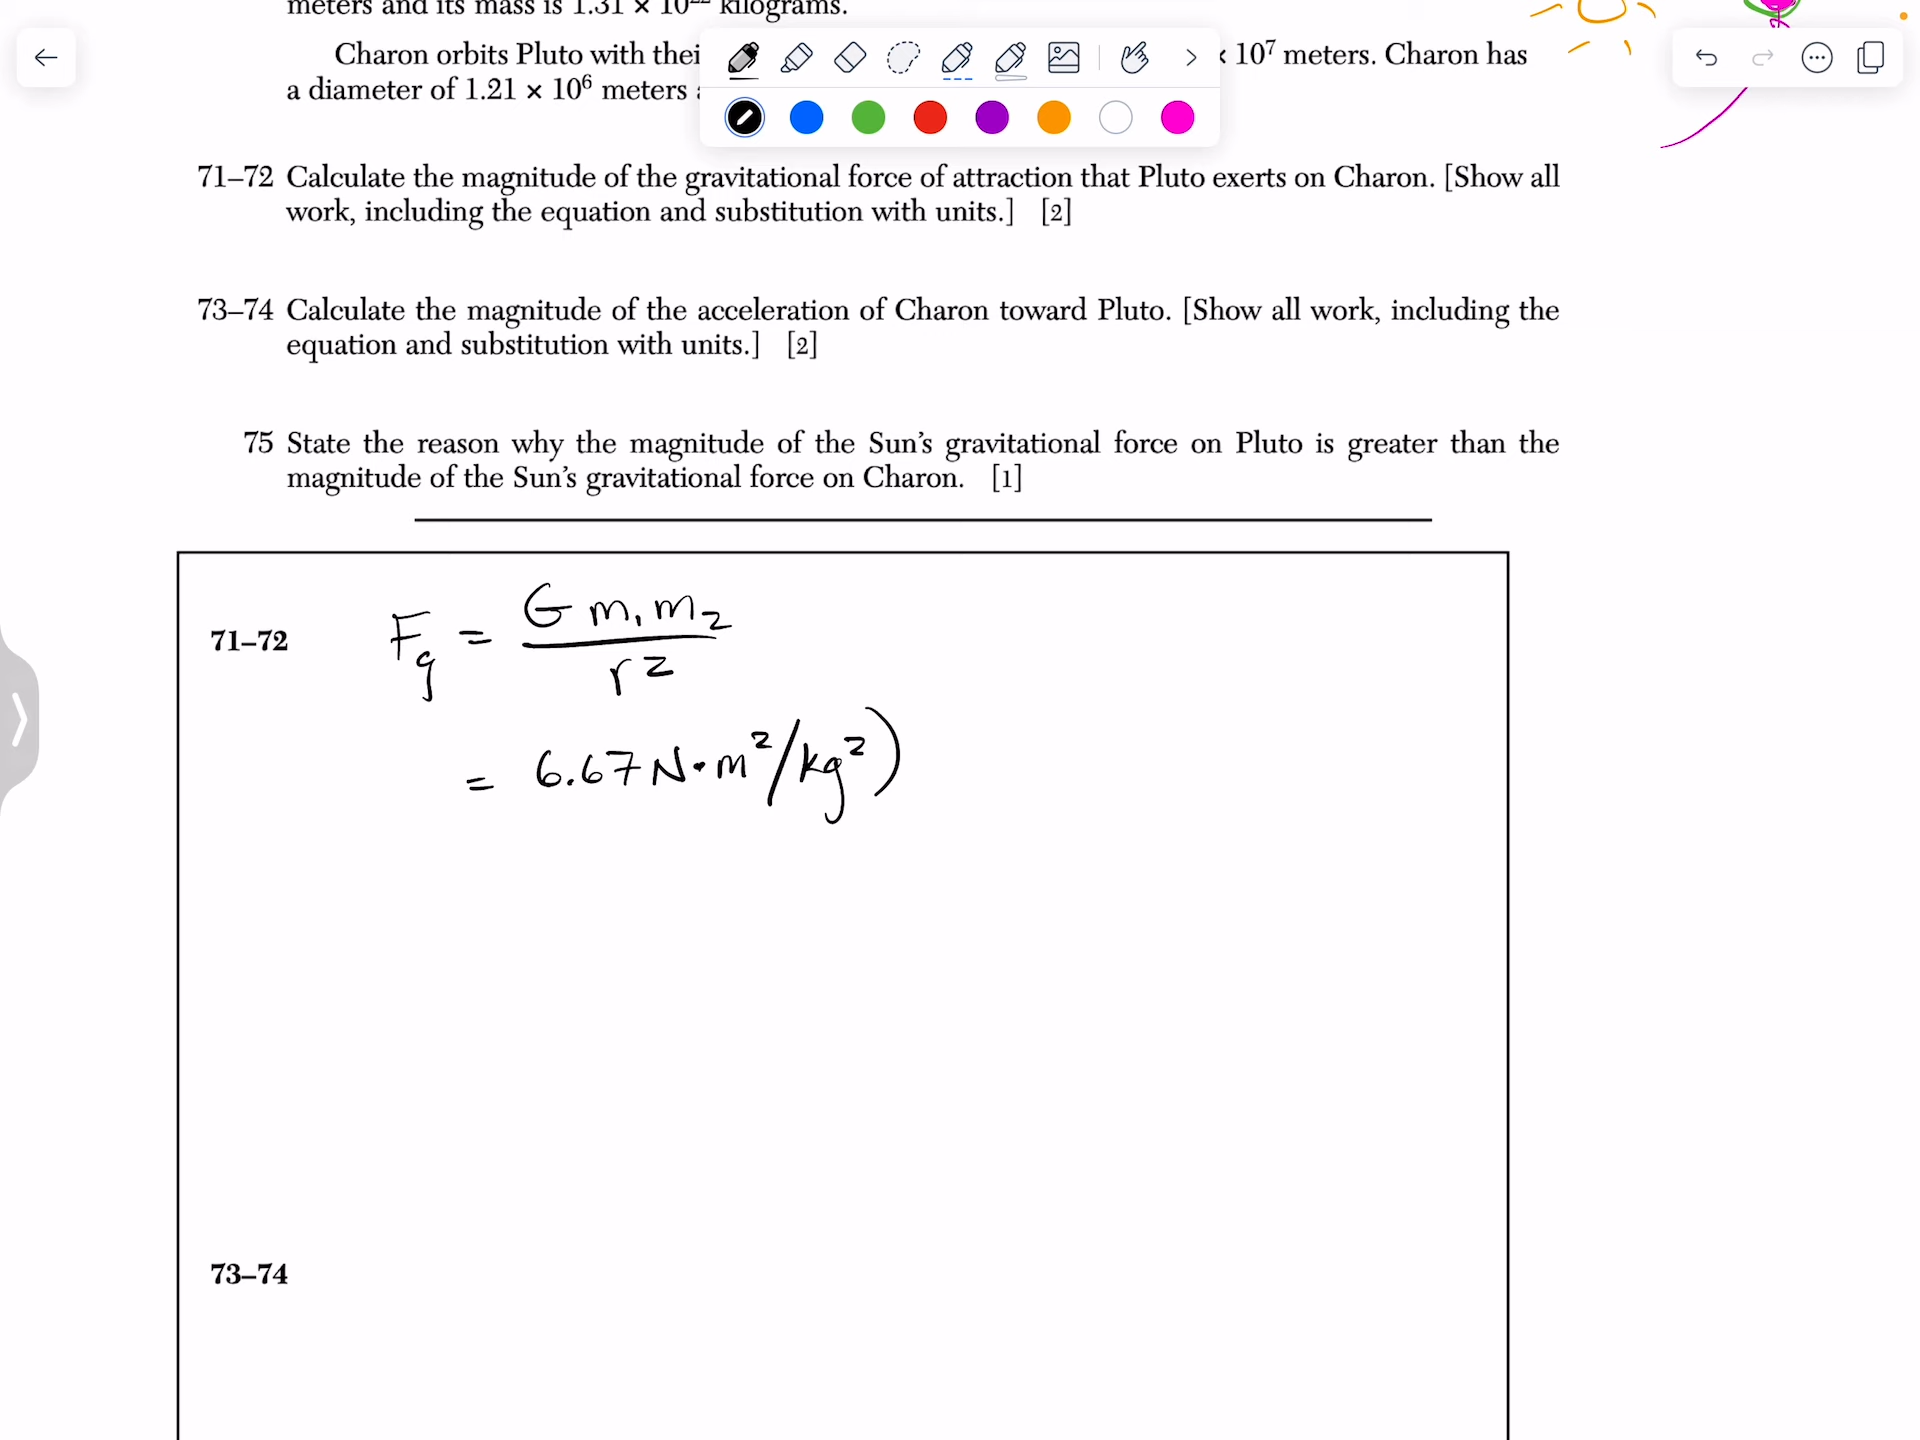 meters and its mass is 1.31 × 10²² kilograms.
Charon orbits Pluto with thei × 10⁷ meters. Charon has
a diameter of 1.21 × 10⁶ meters
71–72 Calculate the magnitude of the gravitational force of attraction that Pluto exerts on Charon. [Show all
work, including the equation and substitution with units.] [2]
73–74 Calculate the magnitude of the acceleration of Charon toward Pluto. [Show all work, including the
equation and substitution with units.] [2]
75 State the reason why the magnitude of the Sun’s gravitational force on Pluto is greater than the
magnitude of the Sun’s gravitational force on Charon. [1]
71–72
F_g = G m₁ m₂ / r²
= 6.67 N·m²/kg²)
73–74